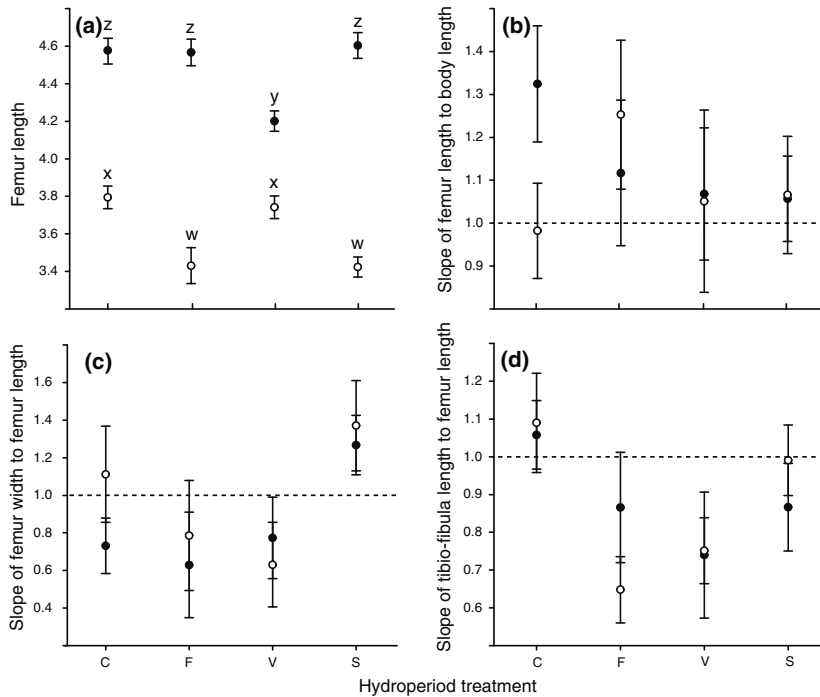 (a)
Femur length
4.6
4.4
4.2
4.0
3.8
3.6
3.4
z
z
z
y
x
x
w
w
(b)
Slope of femur length to body length
1.4
1.3
1.2
1.1
1.0
0.9
(c)
Slope of femur width to femur length
1.6
1.4
1.2
1.0
0.8
0.6
0.4
C F V S
(d)
Slope of tibio-fibula length to femur length
1.2
1.1
1.0
0.9
0.8
0.7
0.6
C F V S
Hydroperiod treatment